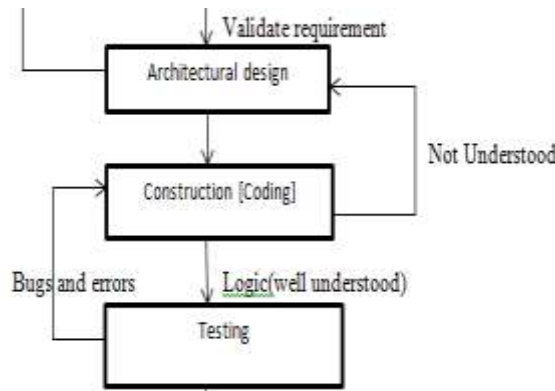 Validate requirement
Architectural design
Not Understood
Construction [Coding]
Bugs and errors
Logic(well understood)
Testing